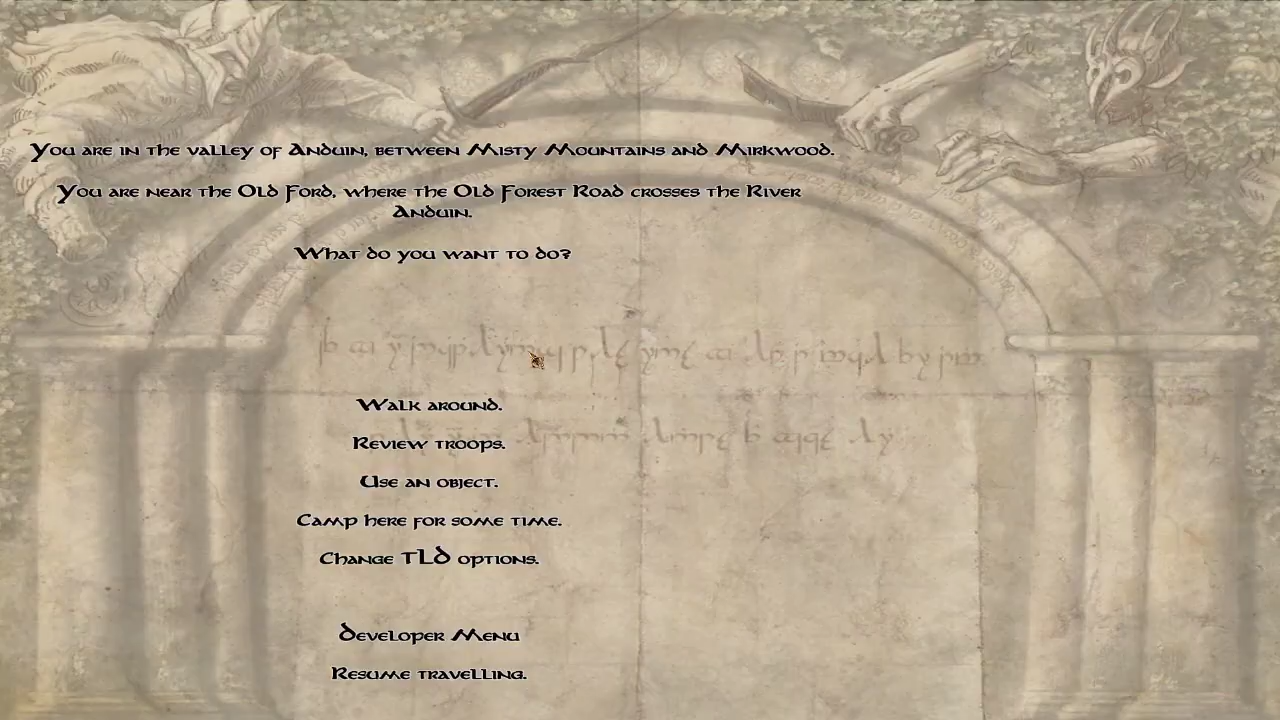 You are in the valley of Anduin, between Misty Mountains and Mirkwood.
You are near the Old Ford, where the Old Forest Road crosses the River
Anduin.
What do you want to do?
Walk around.
Review troops.
Use an object.
Camp here for some time.
Change TLD options.
Developer Menu
Resume travelling.